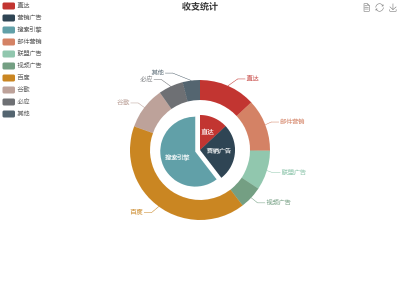 收支统计
直达
营销广告
搜索引擎
邮件营销
联盟广告
视频广告
百度
谷歌
必应
其他
其他
必应
谷歌
直达
邮件营销
联盟广告
视频广告
百度
直达
营销广告
搜索引擎